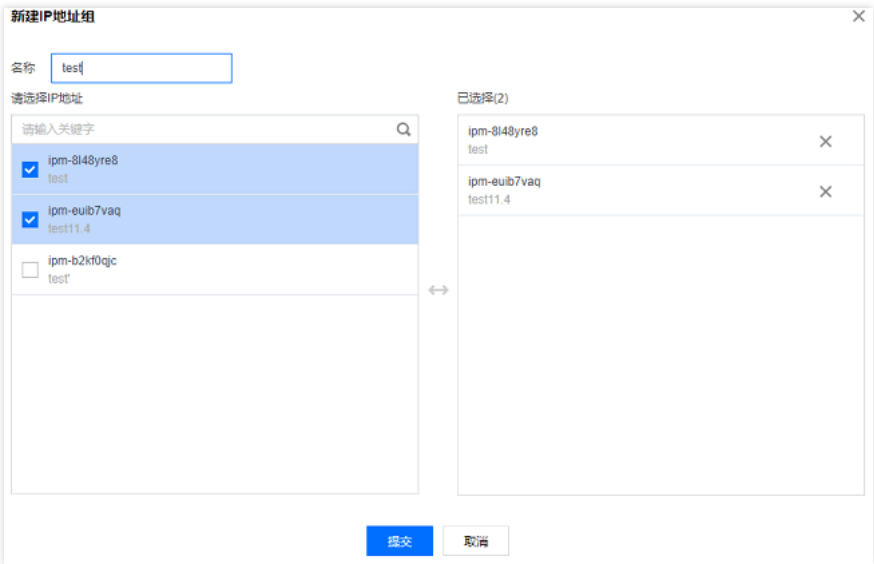 新建IP地址组
名称 test
请选择IP地址
请输入关键字
ipm-8l48yre8
test
ipm-euib7vaq
test11.4
ipm-b2kf0qjc
test'
已选择(2)
ipm-8l48yre8
test
ipm-euib7vaq
test11.4
提交 取消